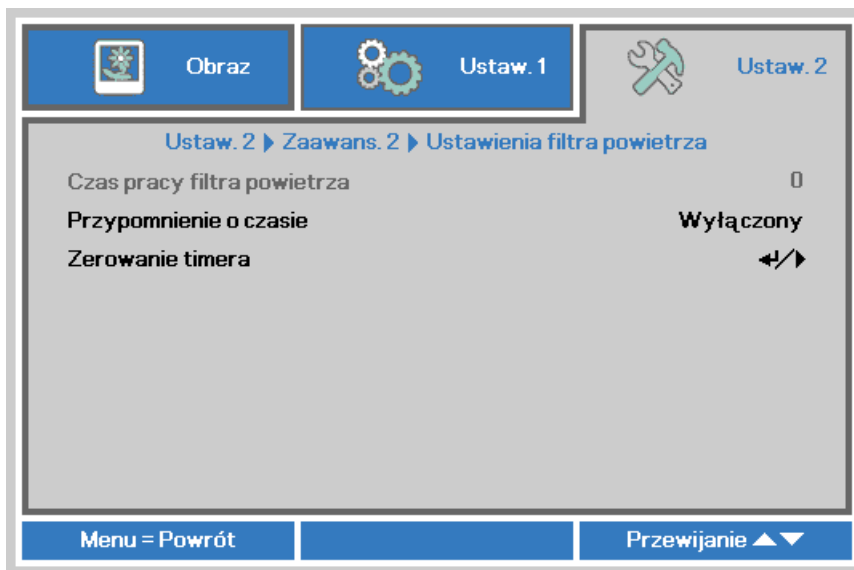 Obraz
Ustaw. 1
Ustaw. 2
Ustaw. 2 Zaawans. 2 Ustawienia filtra powietrza
Czas pracy filtra powietrza 0
Przypomnienie o czasie Wyłączony
Zerowanie timera /
Menu = Powrót
Przewijanie